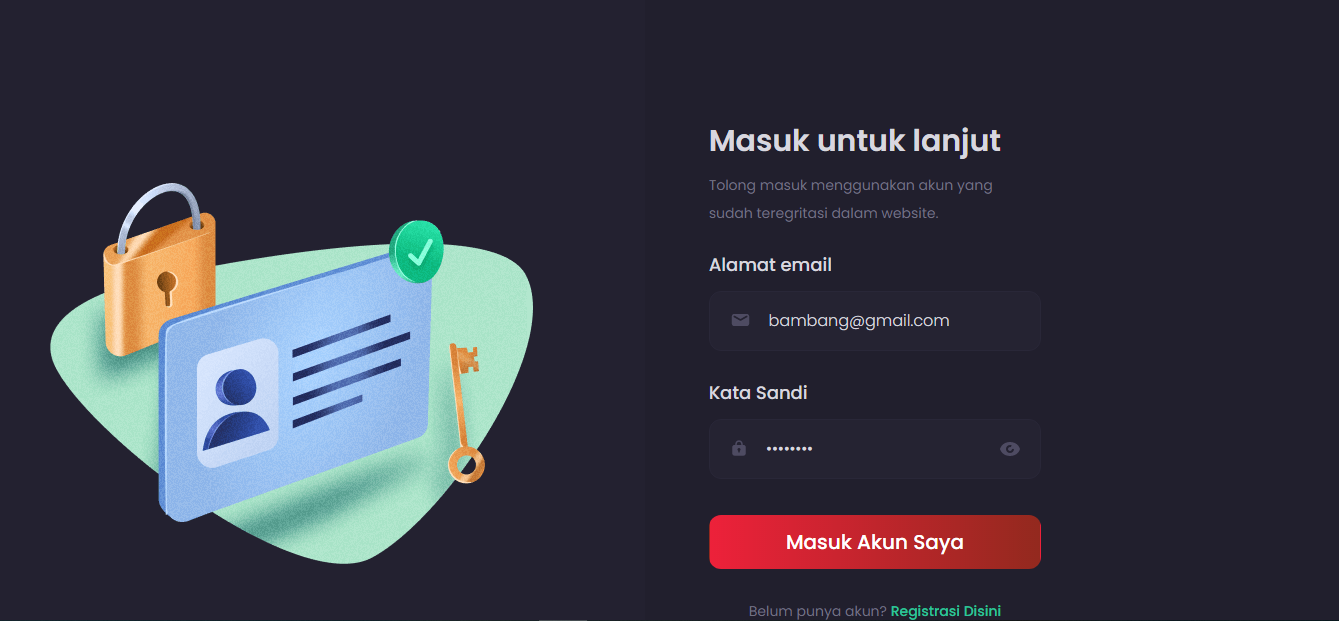 Masuk untuk lanjut
Tolong masuk menggunakan akun yang
sudah teregritasi dalam website.
Alamat email
bambang@gmail.com
Kata Sandi
••••••••
Masuk Akun Saya
Belum punya akun? Registrasi Disini